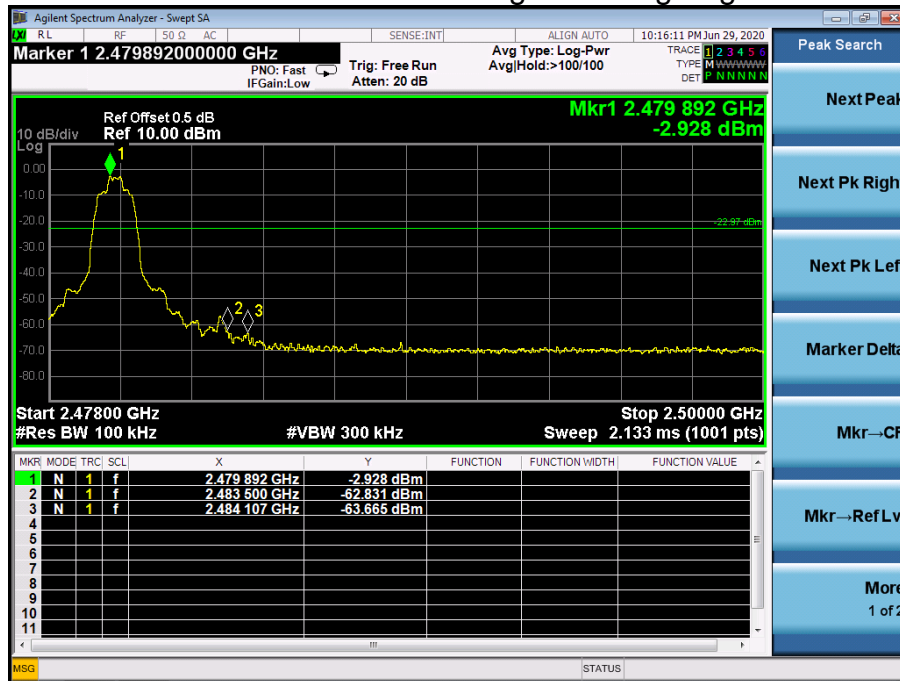 Agilent Spectrum Analyzer - Swept SA
LXI RL RF 50 Ω AC SENSE:INT ALIGN AUTO 10:16:11 PM Jun 29, 2020
Marker 1 2.479892000000 GHz
PNO: Fast
IFGain:Low
Trig: Free Run
Atten: 20 dB
Avg Type: Log-Pwr
Avg|Hold:>100/100
TRACE 1 2 3 4 5 6
TYPE M WWWWW
DET P N N N N N
Peak Search
Next Peak
Next Pk Righ
Next Pk Lef
Marker Delta
Mkr→CF
Mkr→Ref Lv
More
1 of 2
Mkr1 2.479 892 GHz
-2.928 dBm
Ref Offset 0.5 dB
10 dB/div Ref 10.00 dBm
Log
1
0.00
-10.0
-20.0
-22.97 dBm
-30.0
-40.0
-50.0
2 3
-60.0
-70.0
-80.0
Start 2.47800 GHz Stop 2.50000 GHz
#Res BW 100 kHz #VBW 300 kHz Sweep 2.133 ms (1001 pts)
MKR MODE TRC SCL X Y FUNCTION FUNCTION WIDTH FUNCTION VALUE
1 N 1 f 2.479 892 GHz -2.928 dBm
2 N 1 f 2.483 500 GHz -62.831 dBm
3 N 1 f 2.484 107 GHz -63.665 dBm
4
5
6
7
8
9
10
11
MSG STATUS